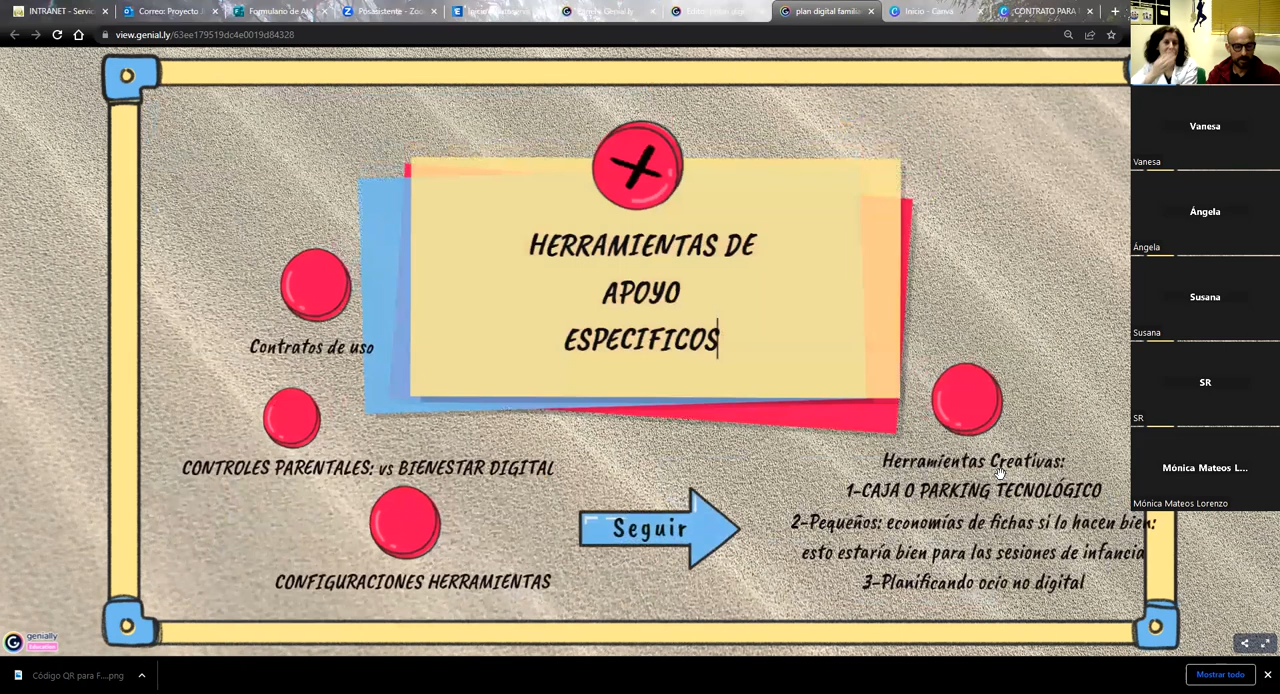 INTRANET - Servic
Correo: Proyecto
Formulario de
Posasistente - Zoo
plan digital familia
Inicio - Canva
CONTRATO PARA
view.genial.ly/63ee179519dc4e0019d84328
HERRAMIENTAS DE
APOYO
ESPECIFICOS
Contratos de uso
CONTROLES PARENTALES: vs BIENESTAR DIGITAL
CONFIGURACIONES HERRAMIENTAS
Seguir
Herramientas Creativas:
1-CAJA O PARKING TECNOLÓGICO
2-Pequeños: economías de fichas si lo hacen bien:
esto estaría bien para las sesiones de infancia
3-Planificando ocio no digital
Vanesa
Vanesa
Ángela
Ángela
Susana
Susana
SR
SR
Mónica Mateos L...
Mónica Mateos Lorenzo
genially
Education
Código QR para F....png
Mostrar todo